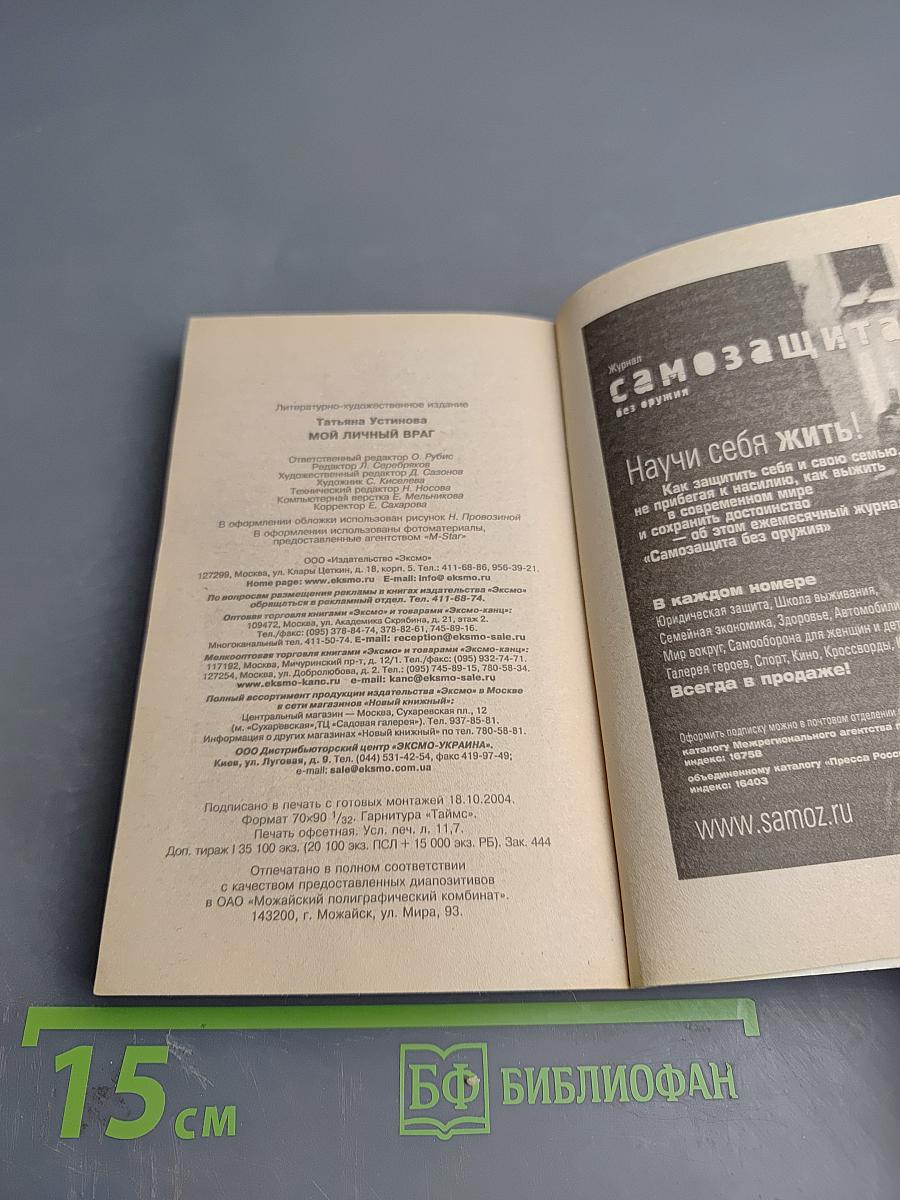 Литературно-художественное издание
Татьяна Устинова
МОЙ ЛИЧНЫЙ ВРАГ
Ответственный редактор О. Рубис
Редактор Л. Серебряков
Художественный редактор Д. Сазонов
Художник С. Киселева
Технический редактор Н. Носова
Компьютерная верстка Е. Мельникова
Корректор Е. Сахарова
В оформлении обложки использован рисунок Н. Провозиной
В оформлении использованы фотоматериалы,
предоставленные агентством «M-Star»
ООО «Издательство «Эксмо»
127299, Москва, ул. Клары Цеткин, д. 18, корп. 5. Тел.: 411-68-86, 956-39-21.
Home page: www.eksmo.ru E-mail: info@eksmo.ru
По вопросам размещения рекламы в книгах издательства «Эксмо»
обращаться в рекламный отдел. Тел. 411-68-74.
Оптовая торговля книгами «Эксмо» и товарами «Эксмо-канц»:
109472, Москва, ул. Академика Скрябина, д. 21, этаж 2.
Тел./факс: (095) 378-84-74, 378-82-61, 745-89-16.
Многоканальный тел. 411-50-74. E-mail: reception@eksmo-sale.ru
Мелкооптовая торговля книгами «Эксмо» и товарами «Эксмо-канц»:
117192, Москва, Мичуринский пр-т, д. 12/1. Тел./факс: (095) 932-74-71.
127254, Москва, ул. Добролюбова, д. 2. Тел.: (095) 745-89-15, 780-58-34.
www.eksmo-kanc.ru e-mail: kanc@eksmo-sale.ru
Полный ассортимент продукции издательства «Эксмо» в Москве
в сети магазинов «Новый книжный»:
Центральный магазин — Москва, Сухаревская пл., 12
(м. «Сухаревская»,ТЦ «Садовая галерея»). Тел. 937-85-81.
Информация о других магазинах «Новый книжный» по тел. 780-58-81.
ООО Дистрибьюторский центр «ЭКСМО-УКРАИНА».
Киев, ул. Луговая, д. 9. Тел. (044) 531-42-54, факс 419-97-49;
e-mail: sale@eksmo.com.ua
Подписано в печать с готовых монтажей 18.10.2004.
Формат 70×90 1/32. Гарнитура «Таймс».
Печать офсетная. Усл. печ. л. 11,7.
Доп. тираж I 35 100 экз. (20 100 экз. ПСЛ + 15 000 экз. РБ). Зак. 444
Отпечатано в полном соответствии
с качеством предоставленных диапозитивов
в ОАО «Можайский полиграфический комбинат».
143200, г. Можайск, ул. Мира, 93.
Журнал
самозащита
без оружия
Научи себя ЖИТЬ!
Как защитить себя и свою семью,
не прибегая к насилию, как выжить
в современном мире
и сохранить достоинство
— об этом ежемесячный журнал
«Самозащита без оружия»
В каждом номере
Юридическая защита, Школа выживания,
Семейная экономика, Здоровье, Автомобили
Мир вокруг, Самооборона для женщин и дет
Галерея героев, Спорт, Кино, Кроссворды,
Всегда в продаже!
Оформить подписку можно в почтовом отделении
каталогу Межрегионального агентства п
индекс: 16758
объединенному каталогу «Пресса Росс
индекс: 16403
www.samoz.ru
15 см
БФ БИБЛИОФАН